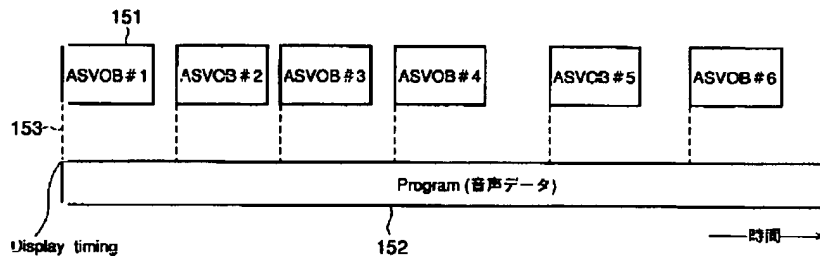 151
ASVOB#1 ASVOB#2 ASVOB#3 ASVOB#4 ASVOB#5 ASVOB#6
153
Program (音声データ)
Display timing
152
時間